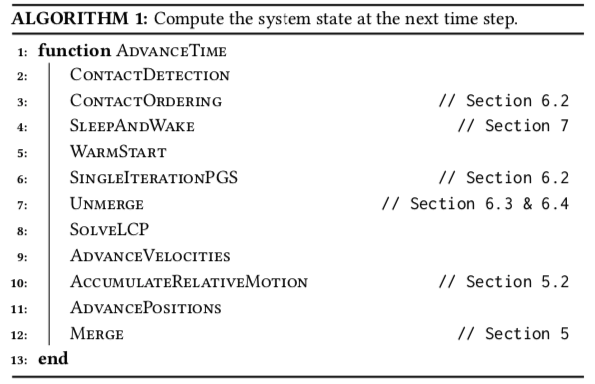 ALGORITHM 1: Compute the system state at the next time step.
1: function AdvanceTime
2: ContactDetection
3: ContactOrdering // Section 6.2
4: SleepAndWake // Section 7
5: WarmStart
6: SingleIterationPGS // Section 6.2
7: Unmerge // Section 6.3 & 6.4
8: SolveLCP
9: AdvanceVelocities
10: AccumulateRelativeMotion // Section 5.2
11: AdvancePositions
12: Merge // Section 5
13: end